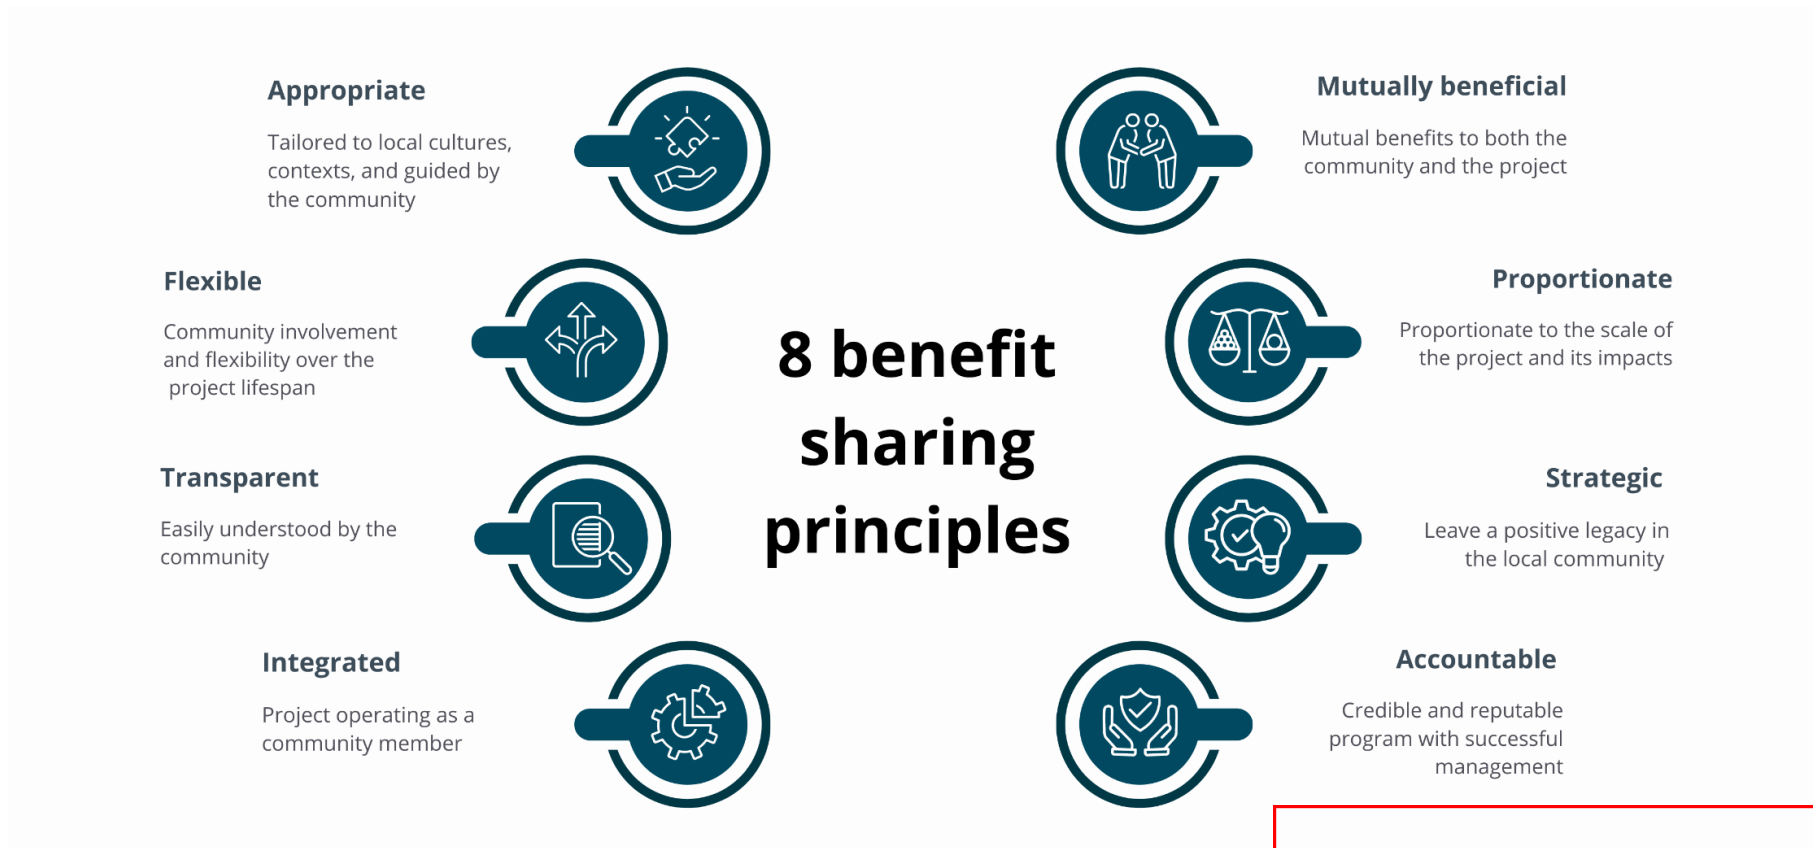 Appropriate
Tailored to local cultures,
contexts, and guided by
the community
Flexible
Community involvement
and flexibility over the
project lifespan
Transparent
Easily understood by the
community
Integrated
Project operating as a
community member
8 benefit
sharing
principles
Mutually beneficial
Mutual benefits to both the
community and the project
Proportionate
Proportionate to the scale of
the project and its impacts
Strategic
Leave a positive legacy in
the local community
Accountable
Credible and reputable
program with successful
management